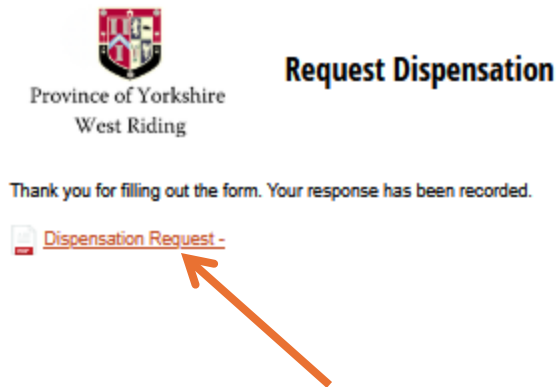 Province of Yorkshire
West Riding
Request Dispensation
Thank you for filling out the form. Your response has been recorded.
Dispensation Request -